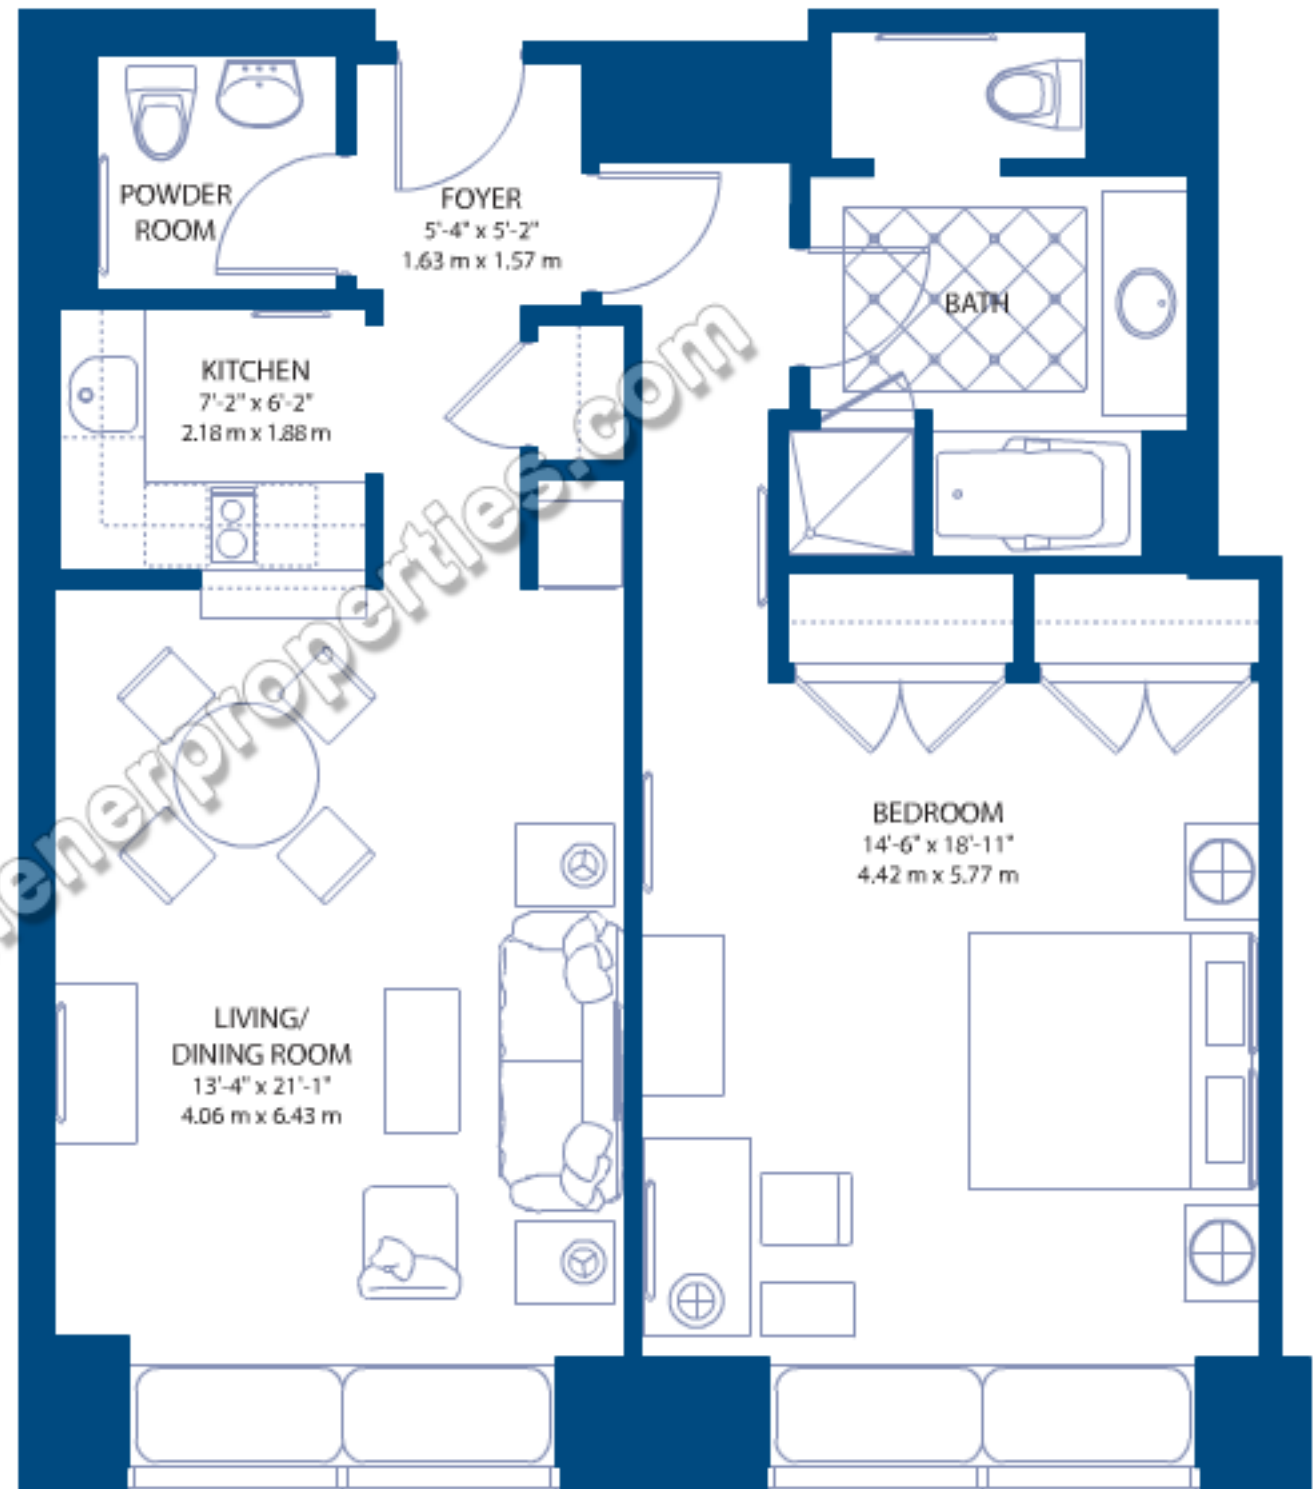 POWDER
ROOM
FOYER
5'-4" x 5'-2"
1.63 m x 1.57 m
BATH
KITCHEN
7'-2" x 6'-2"
2.18 m x 1.88 m
BEDROOM
14'-6" x 18'-11"
4.42 m x 5.77 m
LIVING/
DINING ROOM
13'-4" x 21'-1"
4.06 m x 6.43 m
enerproperties.com